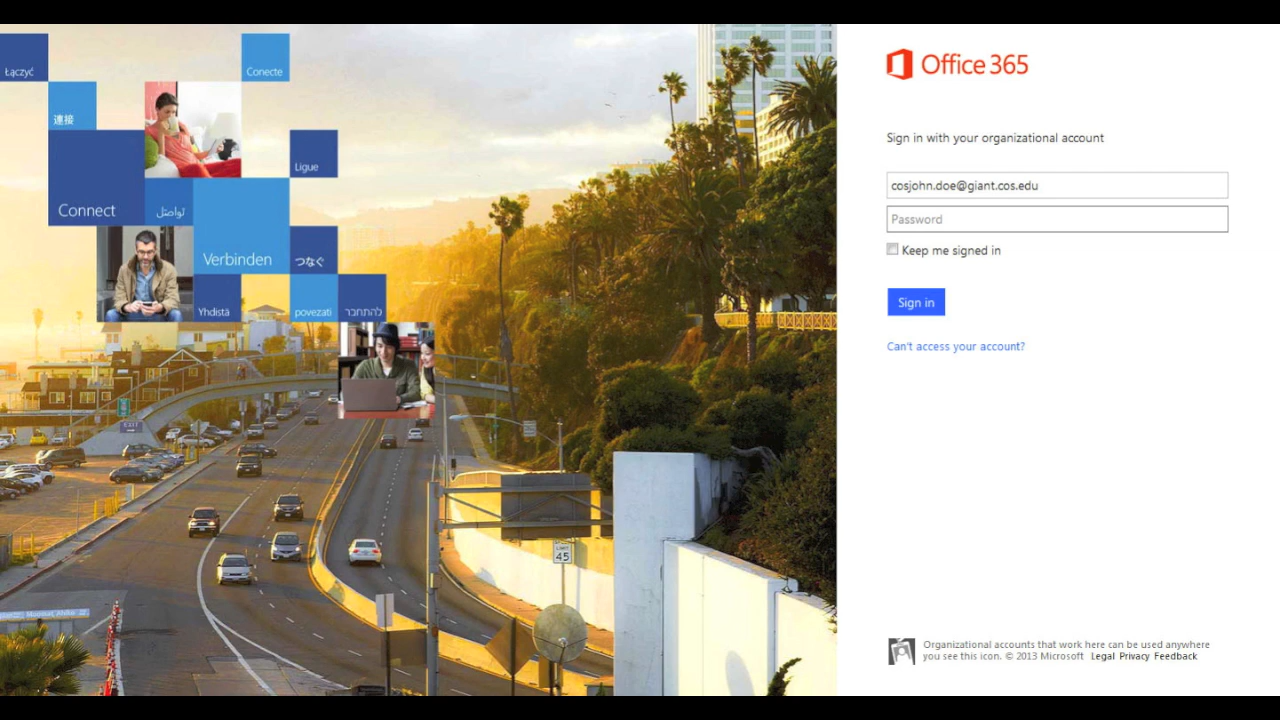 Łączyć
Conecte
連接
Ligue
Connect
تواصَل
Verbinden
つなぐ
Yhdistä
povezati
להתחבר
LIMIT
45
Office 365
Sign in with your organizational account
cosjohn.doe@giant.cos.edu
Password
Keep me signed in
Sign in
Can't access your account?
Organizational accounts that work here can be used anywhere
you see this icon. © 2013 Microsoft Legal Privacy Feedback